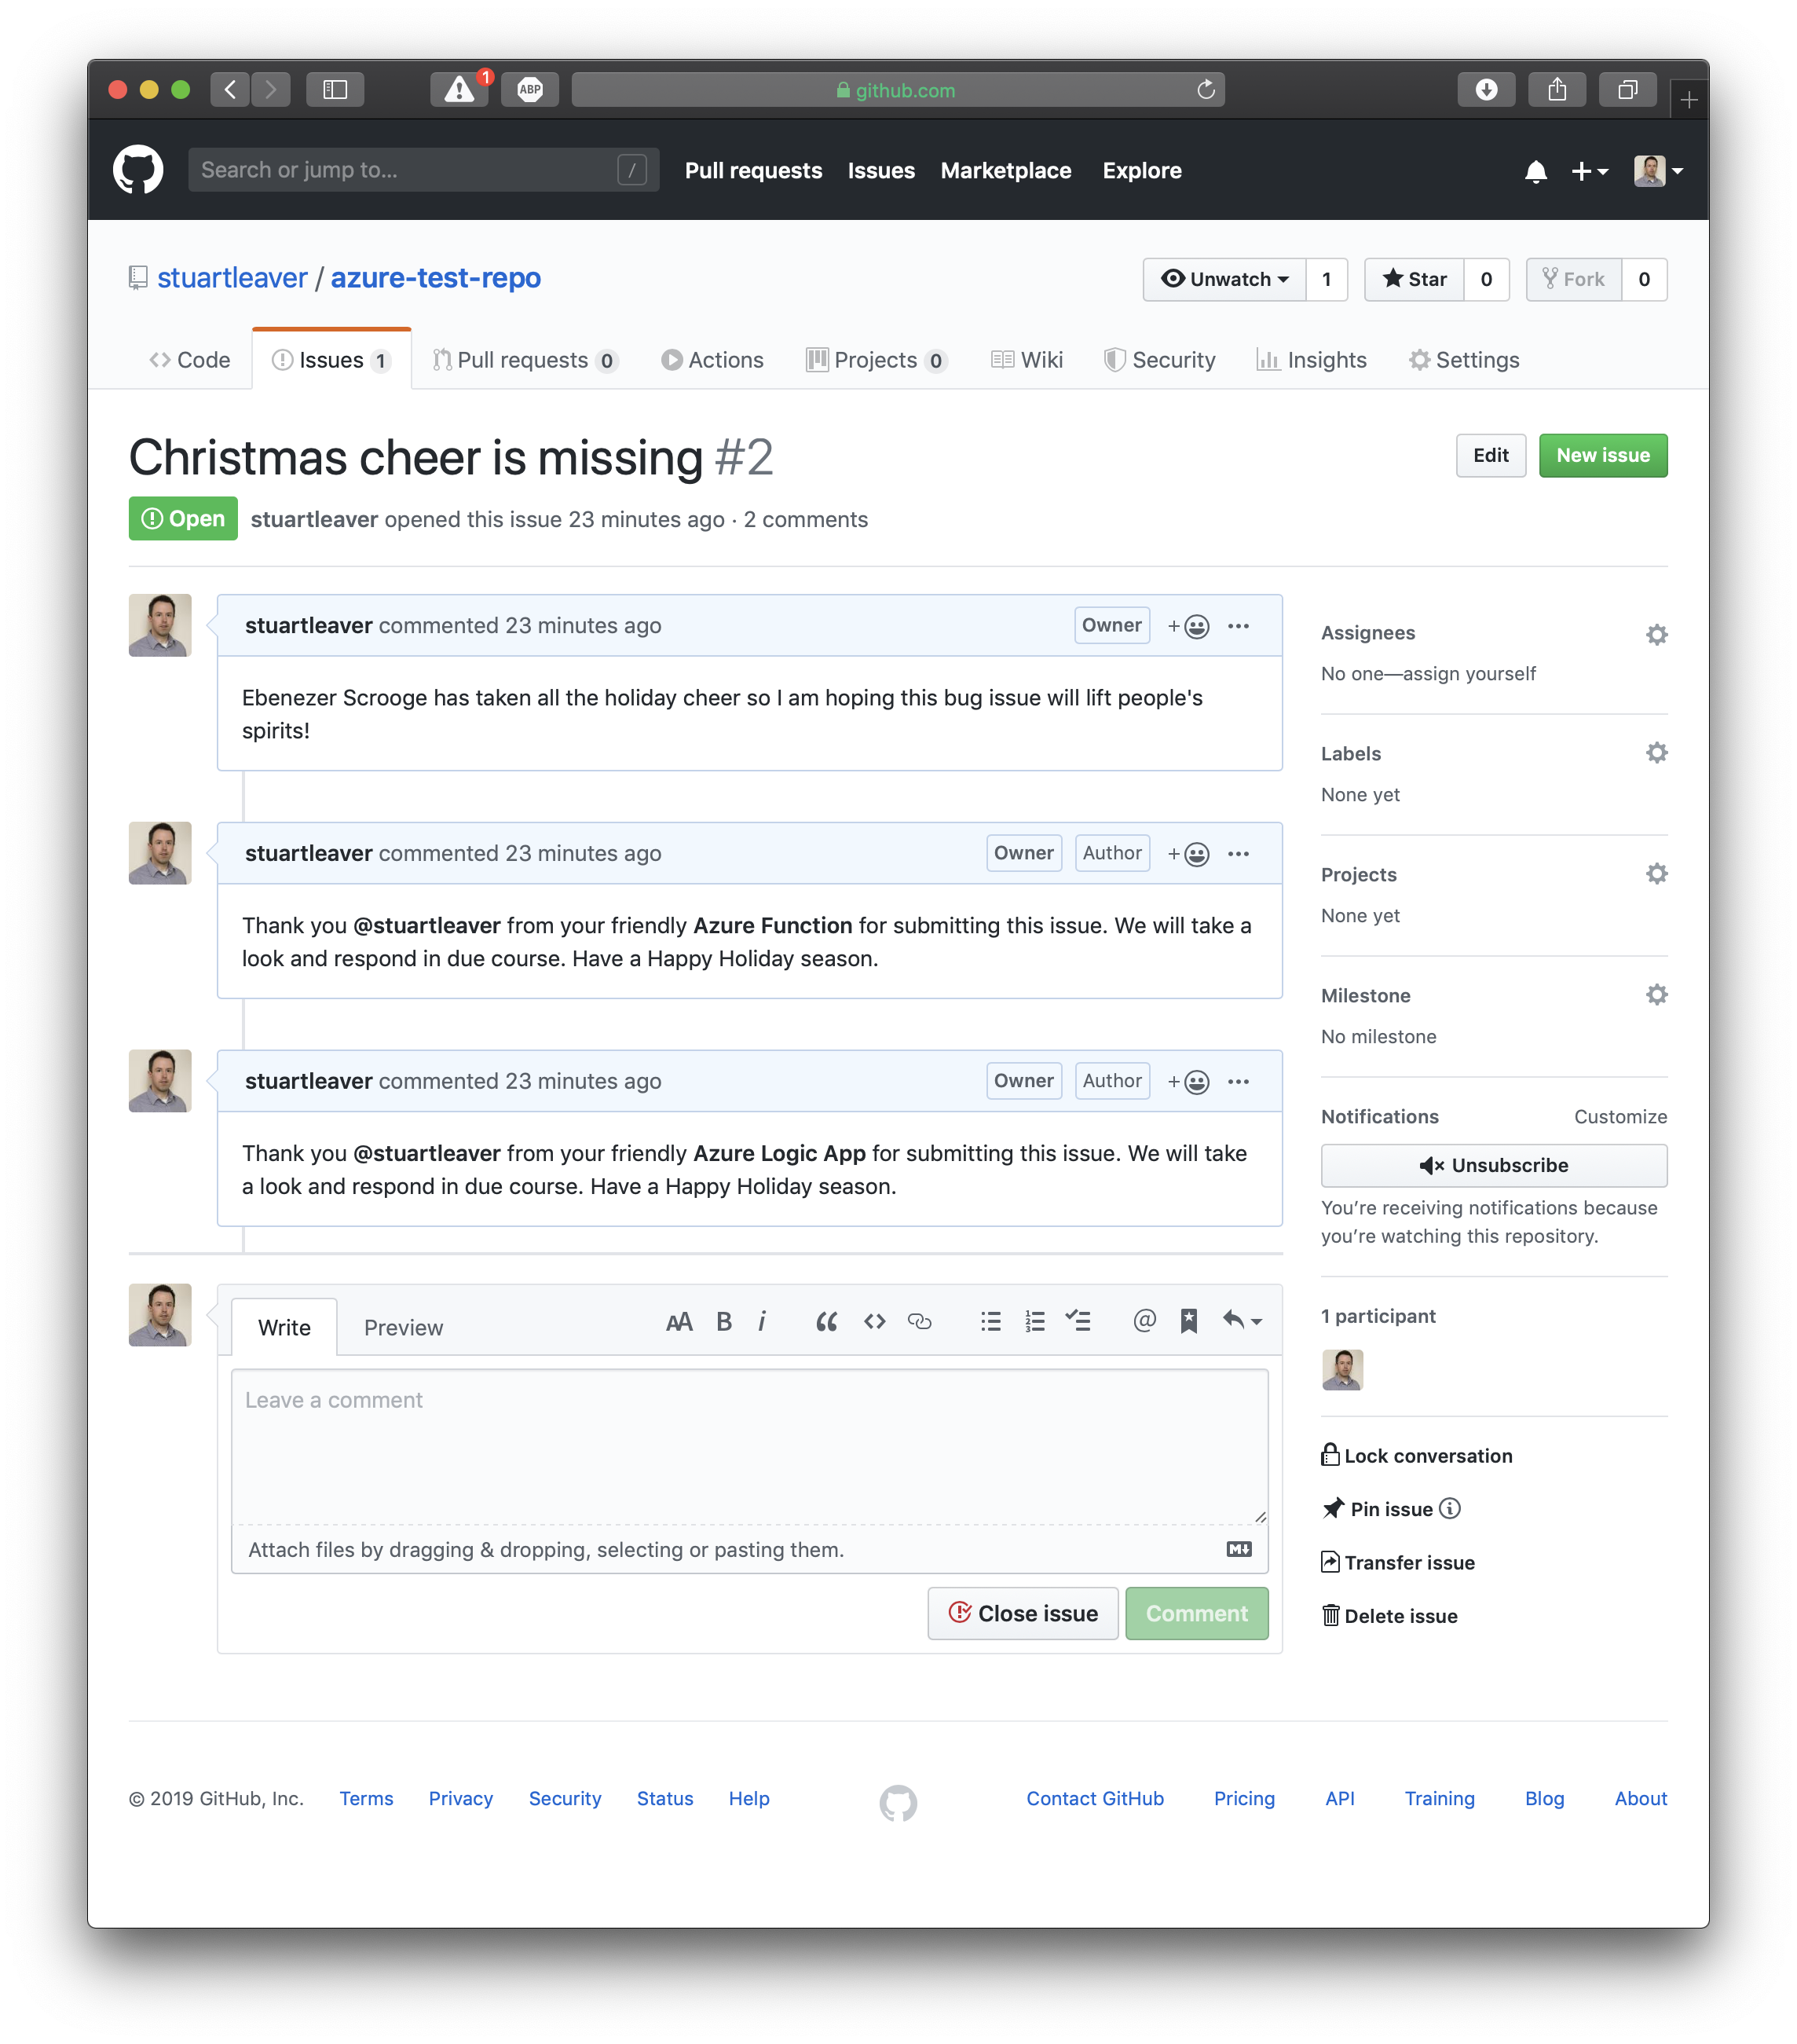 1
ABP
github.com
Search or jump to...
/
Pull requests
Issues
Marketplace
Explore
stuartleaver / azure-test-repo
Unwatch 1
Star 0
Fork 0
Code
Issues 1
Pull requests 0
Actions
Projects 0
Wiki
Security
Insights
Settings
Christmas cheer is missing #2
Edit
New issue
Open
stuartleaver opened this issue 23 minutes ago · 2 comments
stuartleaver commented 23 minutes ago
Owner
Ebenezer Scrooge has taken all the holiday cheer so I am hoping this bug issue will lift people's
spirits!
stuartleaver commented 23 minutes ago
Owner
Author
Thank you @stuartleaver from your friendly Azure Function for submitting this issue. We will take a
look and respond in due course. Have a Happy Holiday season.
stuartleaver commented 23 minutes ago
Owner
Author
Thank you @stuartleaver from your friendly Azure Logic App for submitting this issue. We will take
a look and respond in due course. Have a Happy Holiday season.
Write
Preview
AA B i
Leave a comment
Attach files by dragging & dropping, selecting or pasting them.
Close issue
Comment
Assignees
No one—assign yourself
Labels
None yet
Projects
None yet
Milestone
No milestone
Notifications
Customize
Unsubscribe
You’re receiving notifications because
you’re watching this repository.
1 participant
Lock conversation
Pin issue
Transfer issue
Delete issue
© 2019 GitHub, Inc.
Terms
Privacy
Security
Status
Help
Contact GitHub
Pricing
API
Training
Blog
About